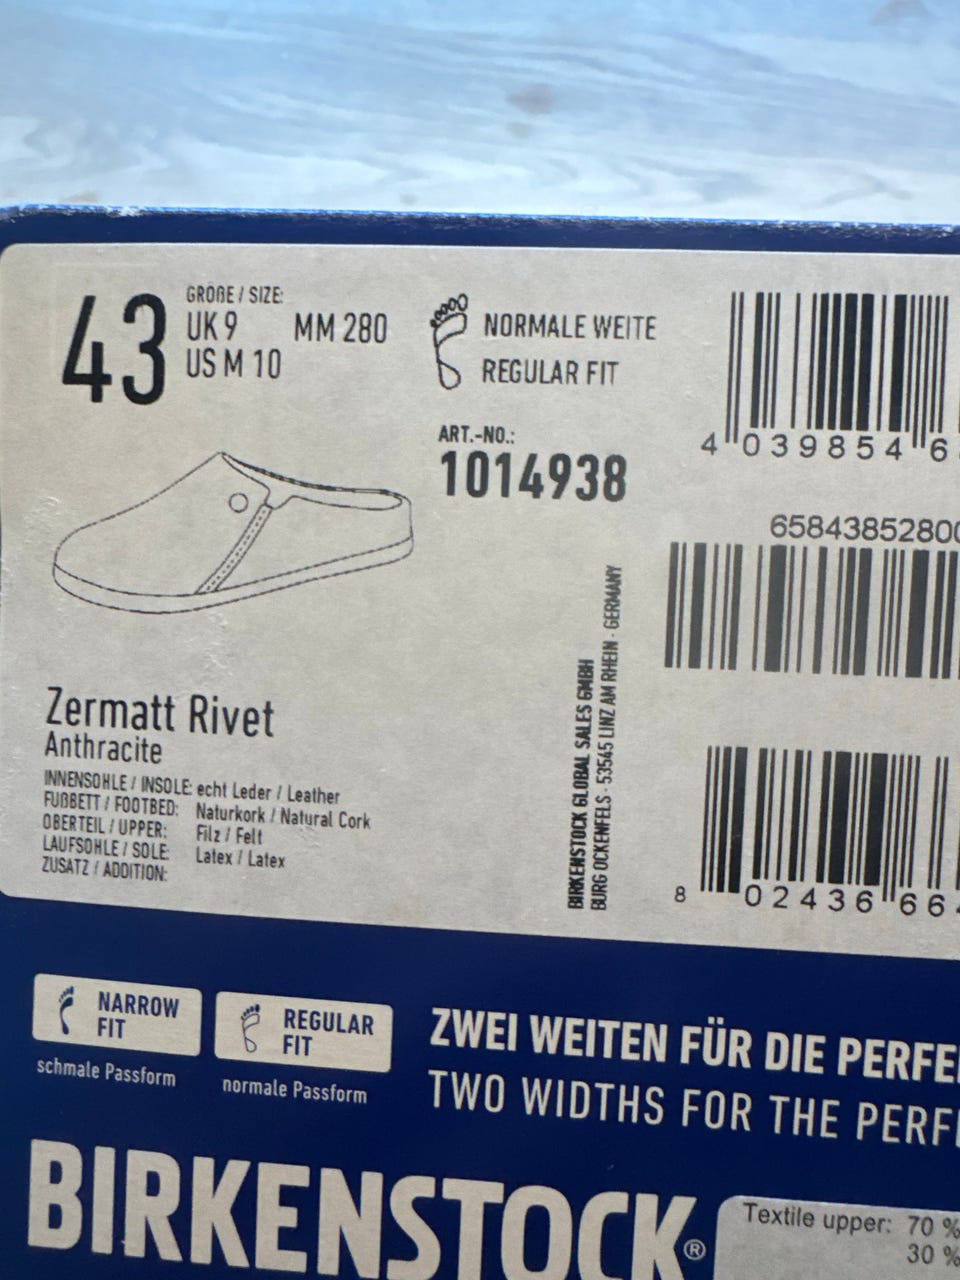 43
GRÖẞE / SIZE:
UK 9 MM 280
US M 10
NORMALE WEITE
REGULAR FIT
ART.-NO.:
1014938
4 039854 6
65843852800
Zermatt Rivet
Anthracite
INNENSOHLE / INSOLE: echt Leder / Leather
FUẞBETT / FOOTBED: Naturkork / Natural Cork
OBERTEIL / UPPER: Filz / Felt
LAUFSOHLE / SOLE: Latex / Latex
ZUSATZ / ADDITION:
BIRKENSTOCK GLOBAL SALES GMBH
BURG OCKENFELS · 53545 LINZ AM RHEIN · GERMANY
8 02436 66
NARROW
FIT
schmale Passform
REGULAR
FIT
normale Passform
ZWEI WEITEN FÜR DIE PERFE
TWO WIDTHS FOR THE PERF
BIRKENSTOCK®
Textile upper: 70 %
30 %